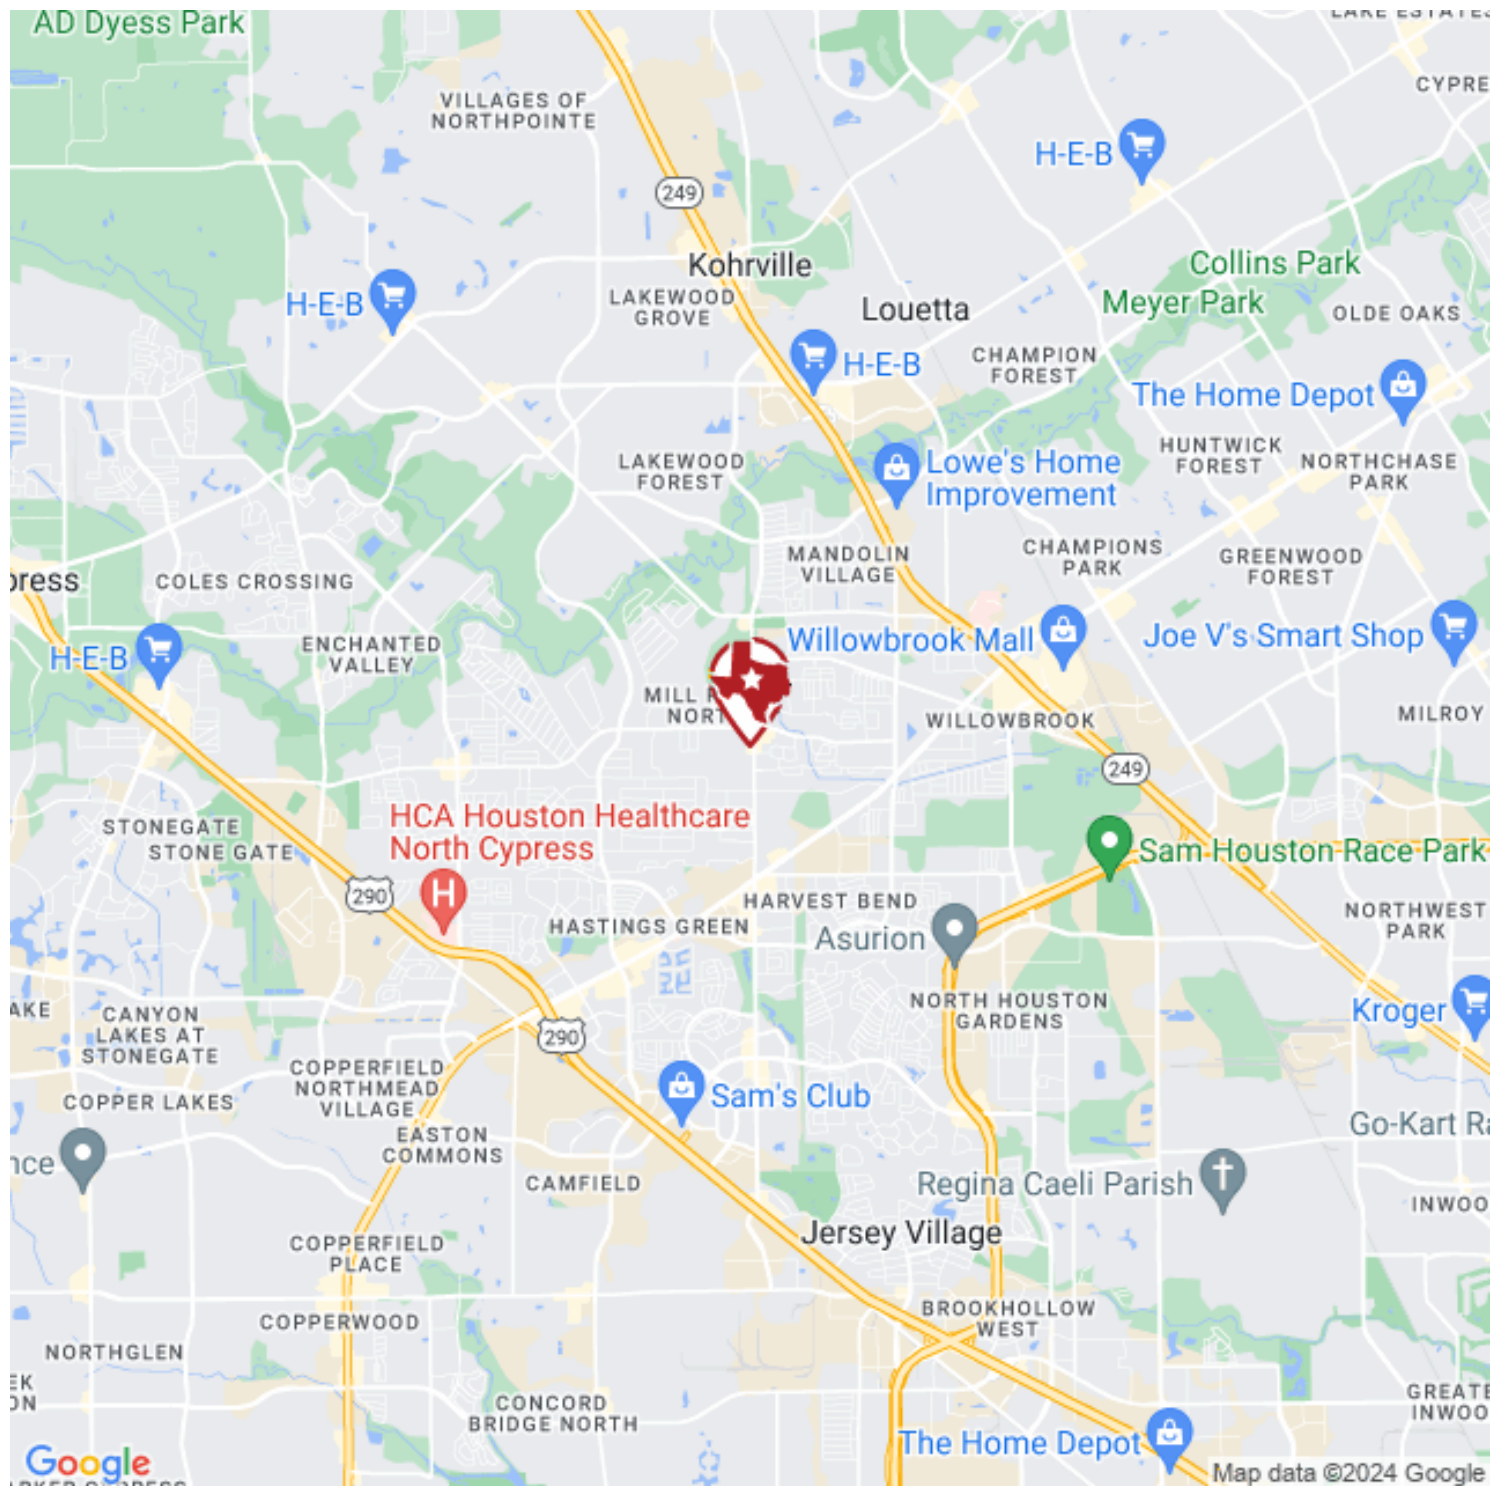 AD Dyess Park
LAKE ESTATES
CYPRE
VILLAGES OF
NORTHPOINTE
H-E-B
249
Kohrville
Collins Park
Meyer Park
H-E-B
LAKEWOOD
GROVE
Louetta
OLDE OAKS
H-E-B
CHAMPION
FOREST
The Home Depot
LAKEWOOD
FOREST
Lowe's Home
Improvement
HUNTWICK
FOREST
NORTHCHASE
PARK
MANDOLIN
VILLAGE
CHAMPIONS
PARK
GREENWOOD
FOREST
press
COLES CROSSING
H-E-B
ENCHANTED
VALLEY
Willowbrook Mall
Joe V's Smart Shop
MILL
NORT
WILLOWBROOK
MILROY
249
STONEGATE
STONE GATE
HCA Houston Healthcare
North Cypress
Sam Houston Race Park
290
HARVEST BEND
HASTINGS GREEN
Asurion
NORTHWEST
PARK
AKE
CANYON
LAKES AT
STONEGATE
NORTH HOUSTON
GARDENS
Kroger
290
COPPERFIELD
NORTHMEAD
VILLAGE
COPPER LAKES
Sam's Club
Go-Kart Ra
EASTON
COMMONS
nce
CAMFIELD
Regina Caeli Parish
INWOO
Jersey Village
COPPERFIELD
PLACE
COPPERWOOD
BROOKHOLLOW
WEST
NORTHGLEN
EK
ON
CONCORD
BRIDGE NORTH
GREATE
INWOO
The Home Depot
Google
Map data ©2024 Google